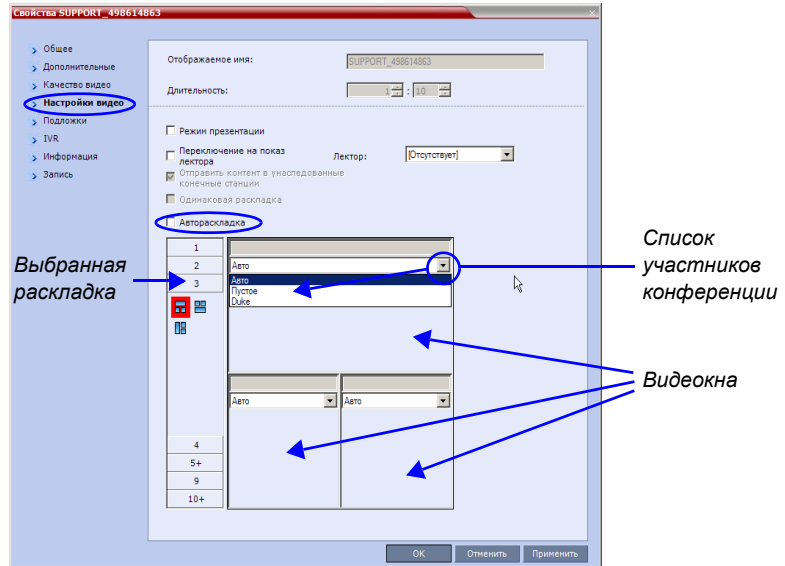 Свойства SUPPORT_498614863
Общее
Дополнительные
Качество видео
Настройки видео
Подложки
IVR
Информация
Запись
Отображаемое имя:
SUPPORT_498614863
Длительность:
1 : 10
Режим презентации
Переключение на показ
лектора
Лектор:
[Отсутствует]
Отправить контент в унаследованные
конечные станции
Одинаковая раскладка
Автораскладка
1
2
3
Авто
Авто
Пустое
Duke
Выбранная
раскладка
Список
участников
конференции
Видеокна
Авто
Авто
4
5+
9
10+
OK
Отменить
Применить